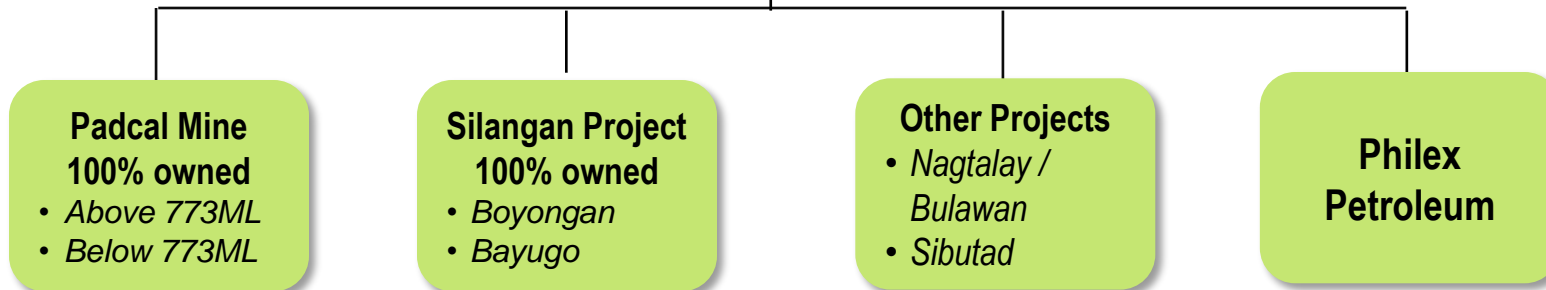 Padcal Mine
100% owned
• Above 773ML
• Below 773ML
Silangan Project
100% owned
• Boyongan
• Bayugo
Other Projects
• Nagtalay /
Bulawan
• Sibutad
Philex
Petroleum